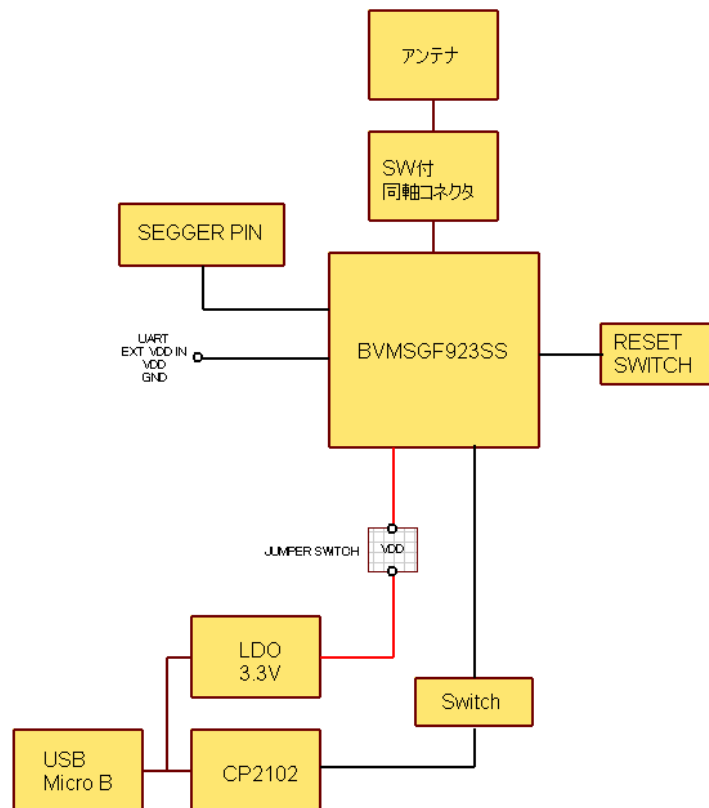 アンテナ
SW付
同軸コネクタ
SEGGER PIN
UART
EXT VDD IN
VDD
GND
BVMSGF923SS
RESET
SWITCH
JUMPER SWITCH
VDD
LDO
3.3V
Switch
USB
Micro B
CP2102